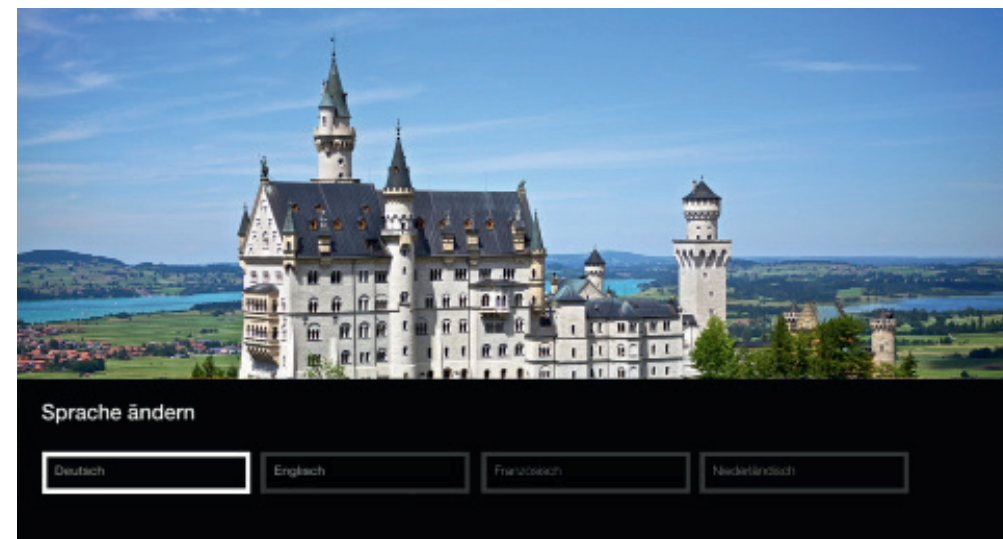 Sprache ändern
Deutsch
Englisch
Französisch
Niederländisch